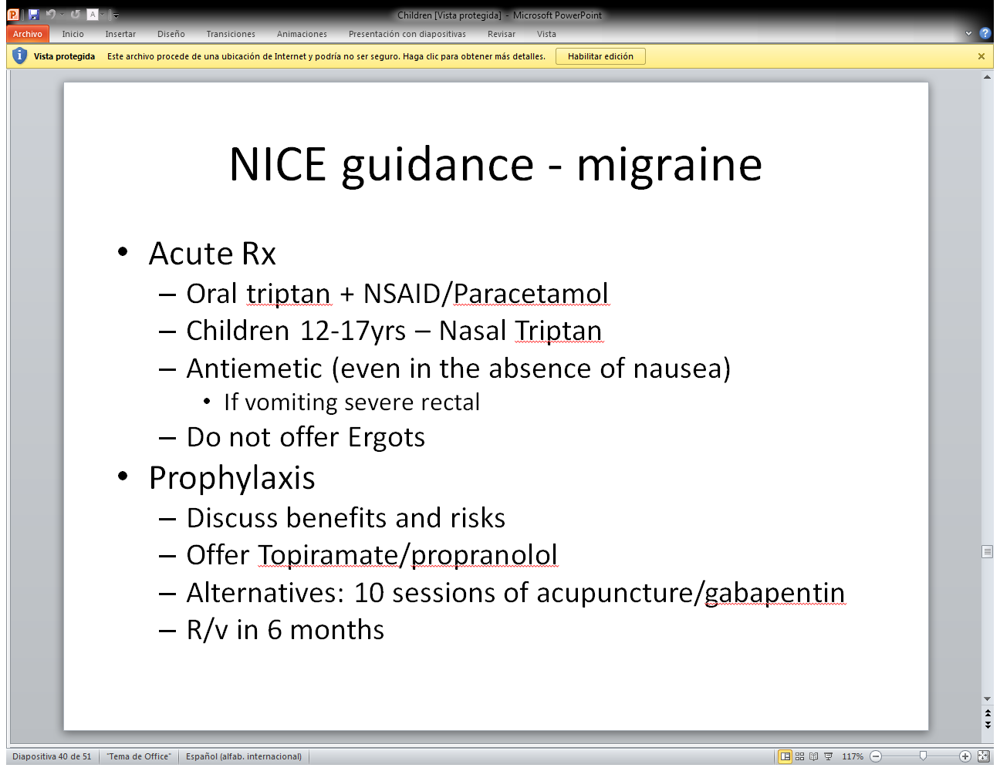 Children [Vista protegida] - Microsoft PowerPoint
Archivo Inicio Insertar Diseño Transiciones Animaciones Presentación con diapositivas Revisar Vista
Vista protegida Este archivo procede de una ubicación de Internet y podría no ser seguro. Haga clic para obtener más detalles. Habilitar edición
NICE guidance - migraine
• Acute Rx
– Oral triptan + NSAID/Paracetamol
– Children 12-17yrs – Nasal Triptan
– Antiemetic (even in the absence of nausea)
• If vomiting severe rectal
– Do not offer Ergots
• Prophylaxis
– Discuss benefits and risks
– Offer Topiramate/propranolol
– Alternatives: 10 sessions of acupuncture/gabapentin
– R/v in 6 months
Diapositiva 40 de 51 "Tema de Office" Español (alfab. internacional) 117%